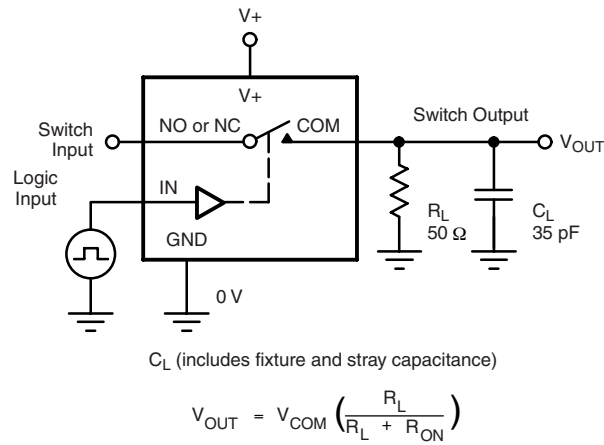 V+
V+
NO or NC
COM
Switch Output
Switch Input
V_OUT
Logic Input
IN
R_L
50 Ω
C_L
35 pF
GND
0 V
C_L (includes fixture and stray capacitance)
V_OUT = V_COM (R_L / (R_L + R_ON))